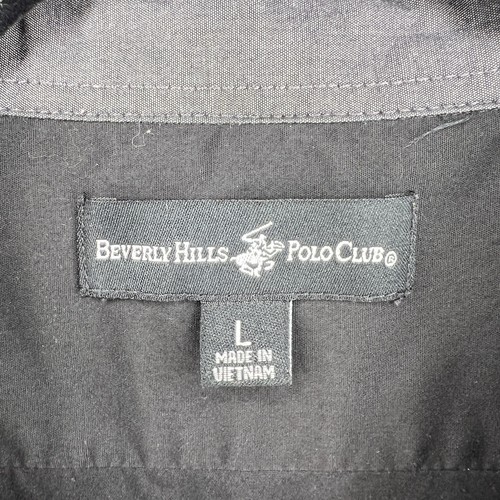 BEVERLY HILLS POLO CLUB®
L
MADE IN
VIETNAM